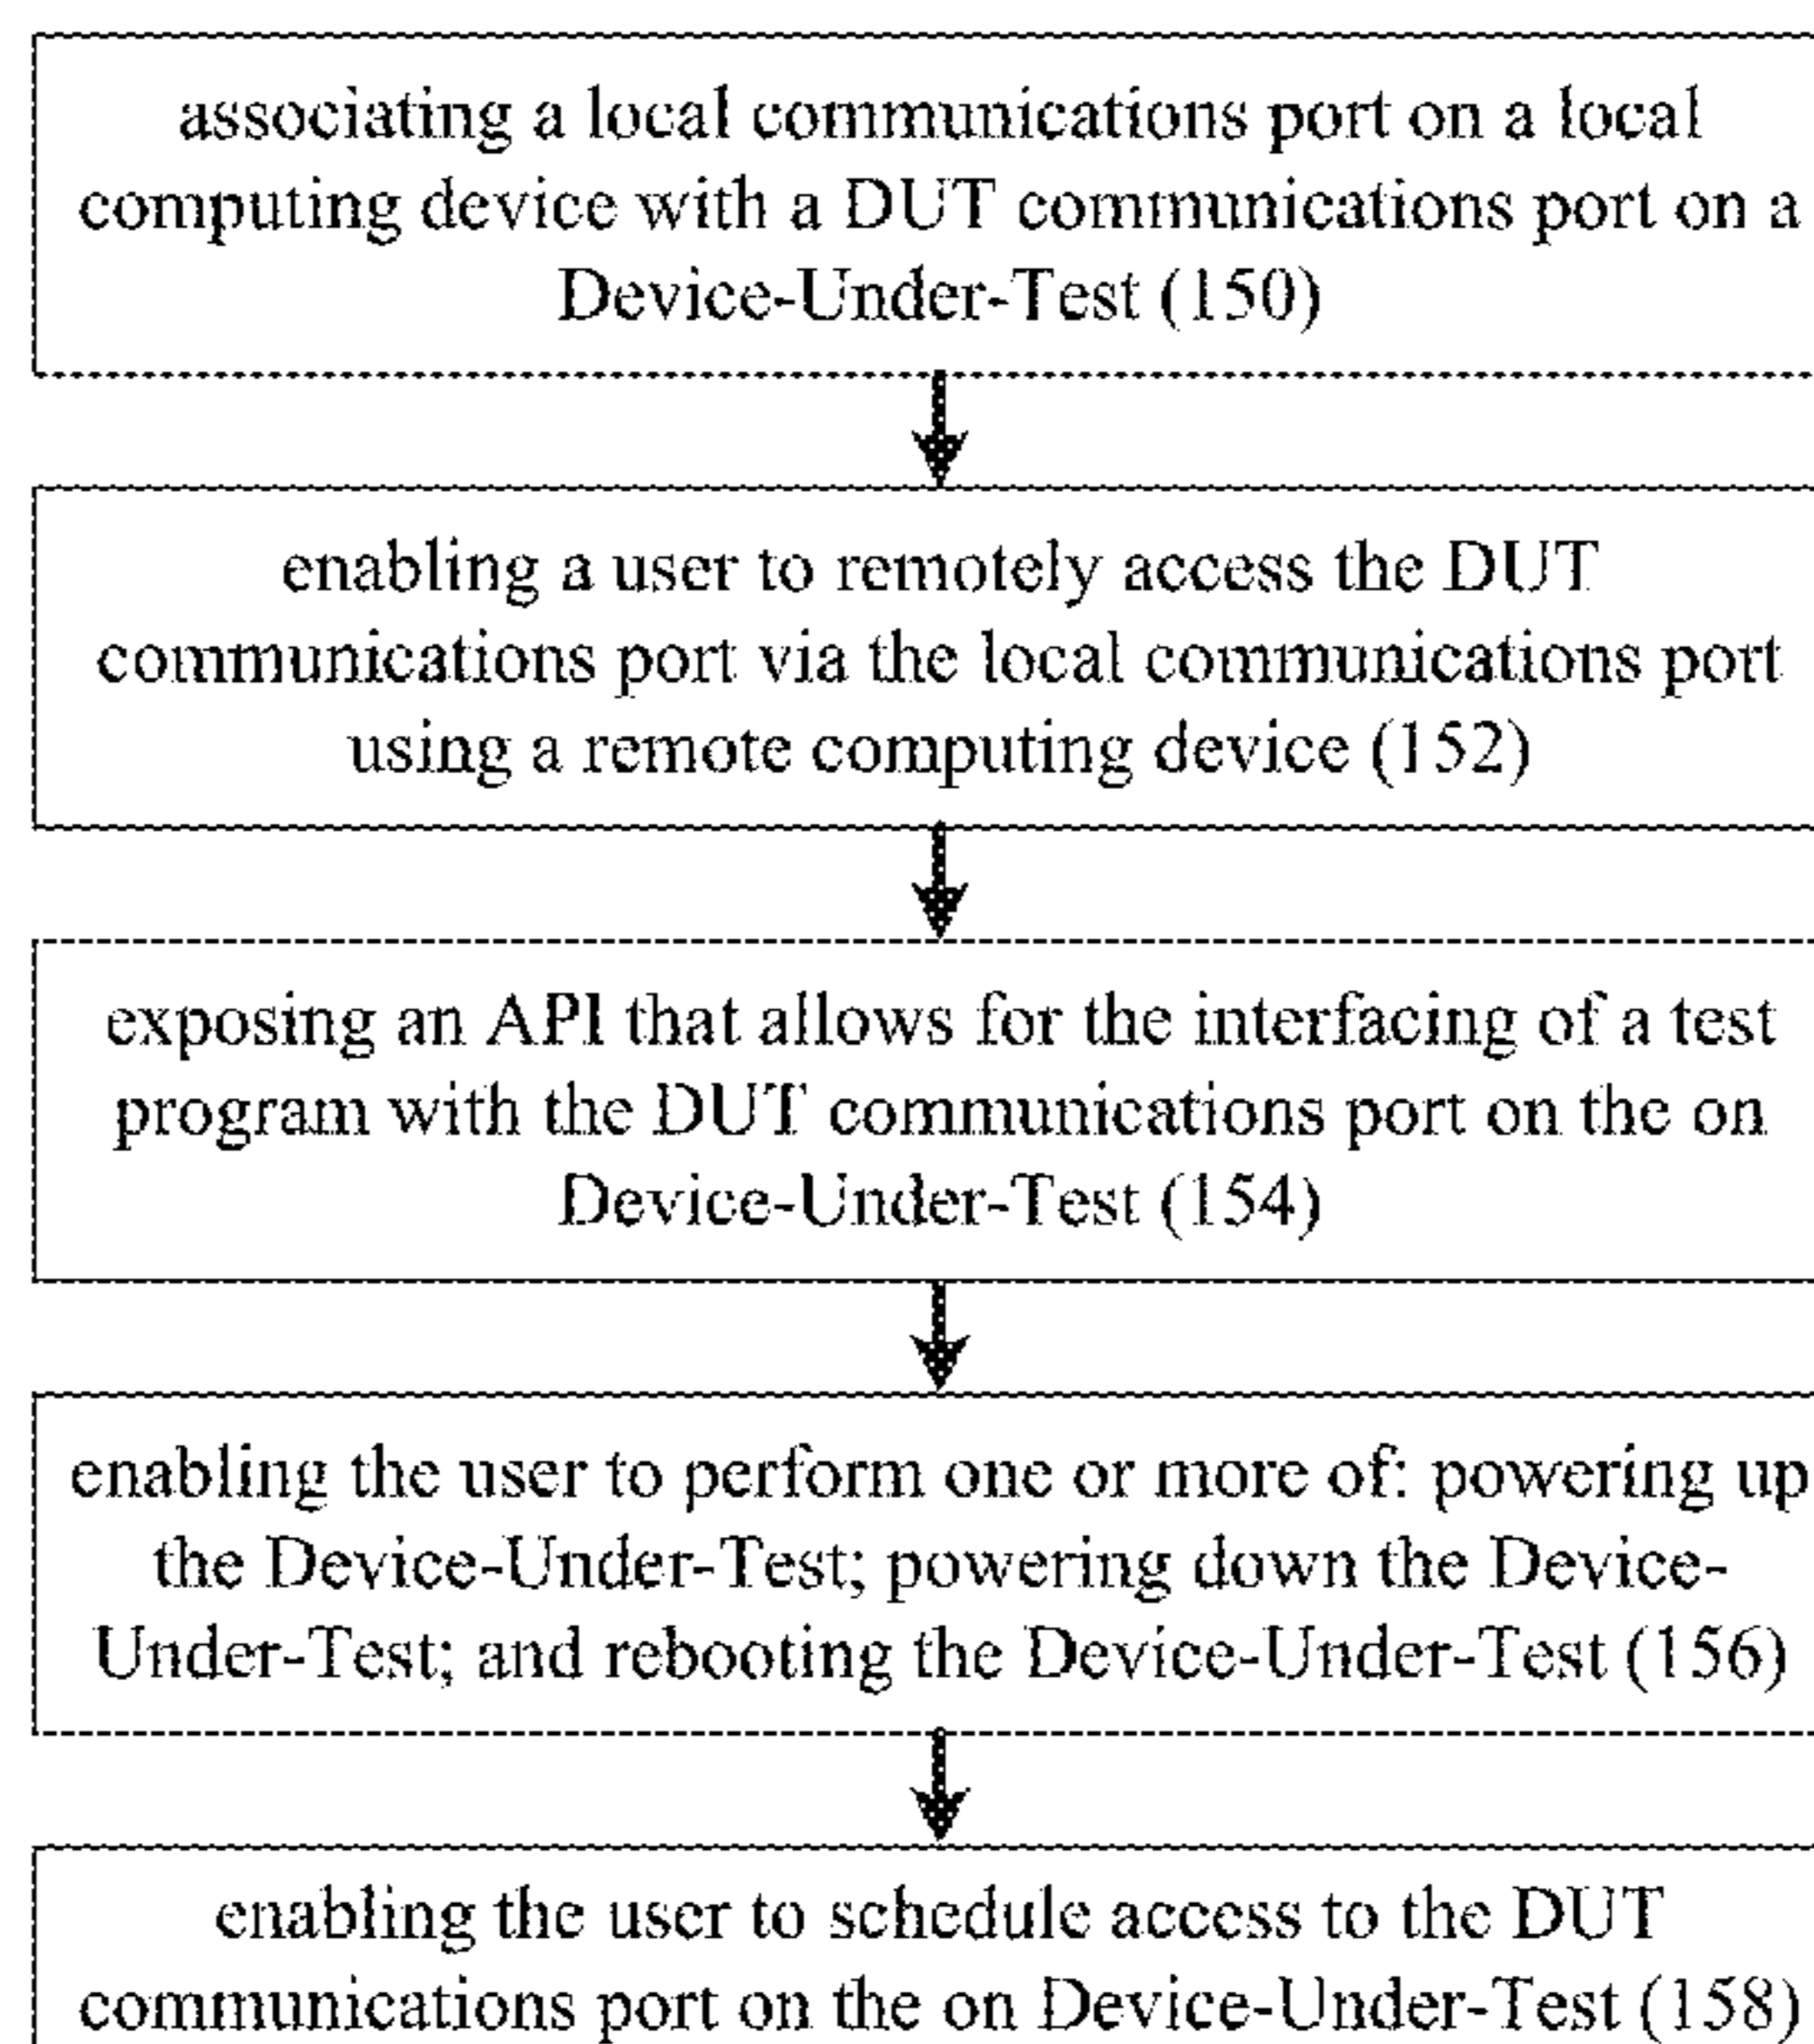 associating a local communications port on a local
computing device with a DUT communications port on a
Device-Under-Test (150)
enabling a user to remotely access the DUT
communications port via the local communications port
using a remote computing device (152)
exposing an API that allows for the interfacing of a test
program with the DUT communications port on the on
Device-Under-Test (154)
enabling the user to perform one or more of: powering up
the Device-Under-Test; powering down the Device-
Under-Test; and rebooting the Device-Under-Test (156)
enabling the user to schedule access to the DUT
communications port on the on Device-Under-Test (158)